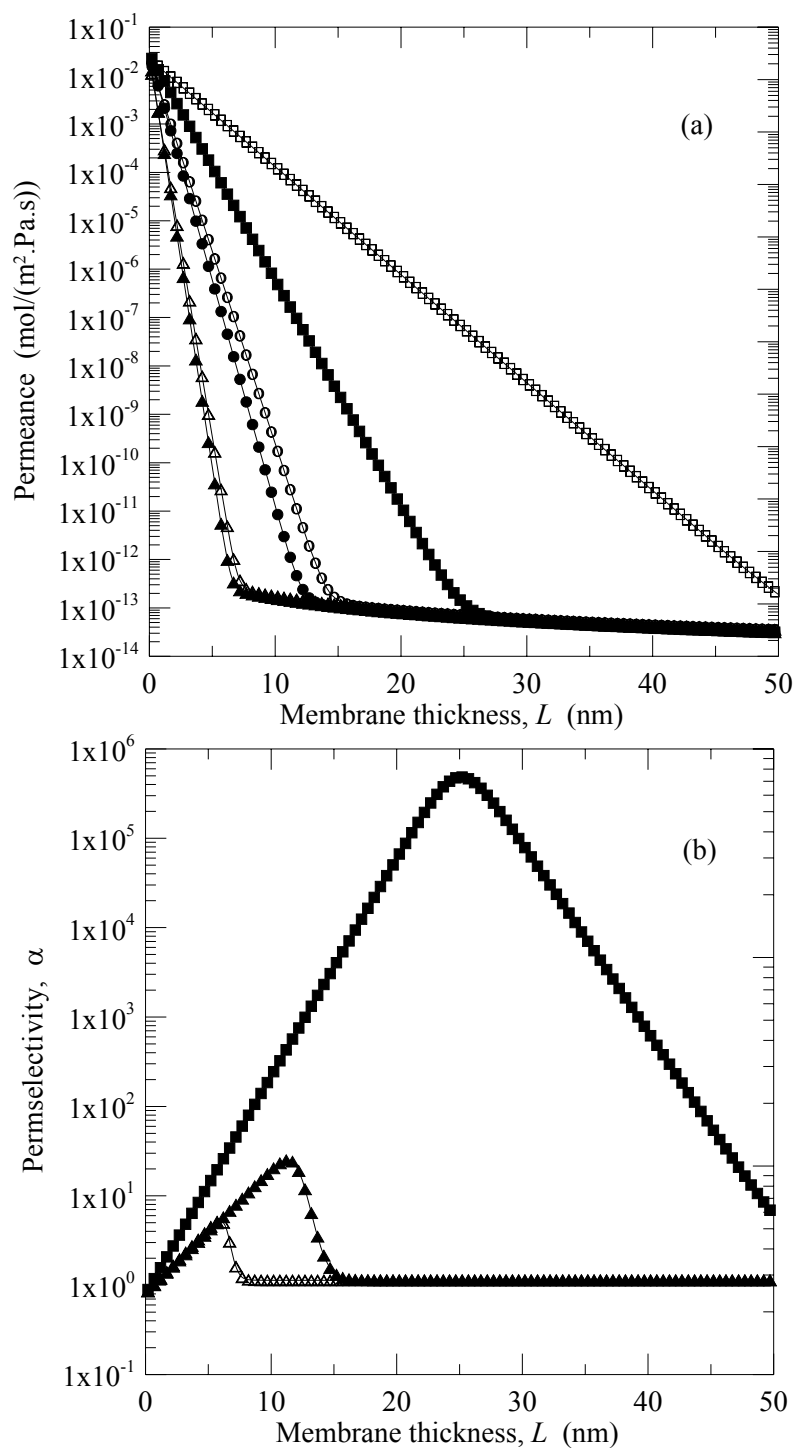 1x10⁻¹
1x10⁻²
1x10⁻³
1x10⁻⁴
1x10⁻⁵
1x10⁻⁶
1x10⁻⁷
1x10⁻⁸
1x10⁻⁹
1x10⁻¹⁰
1x10⁻¹¹
1x10⁻¹²
1x10⁻¹³
1x10⁻¹⁴
Permeance (mol/(m².Pa.s))
(a)
0 10 20 30 40 50
Membrane thickness, L (nm)
1x10⁶
1x10⁵
1x10⁴
1x10³
1x10²
1x10¹
1x10⁰
1x10⁻¹
Permselectivity, α
(b)
0 10 20 30 40 50
Membrane thickness, L (nm)